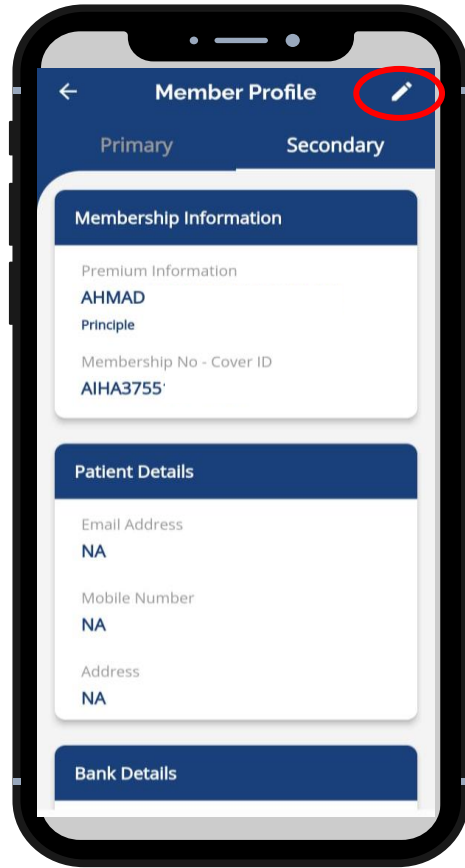 Member Profile
Primary
Secondary
Membership Information
Premium Information
AHMAD
Principle
Membership No - Cover ID
AIHA3755
Patient Details
Email Address
NA
Mobile Number
NA
Address
NA
Bank Details